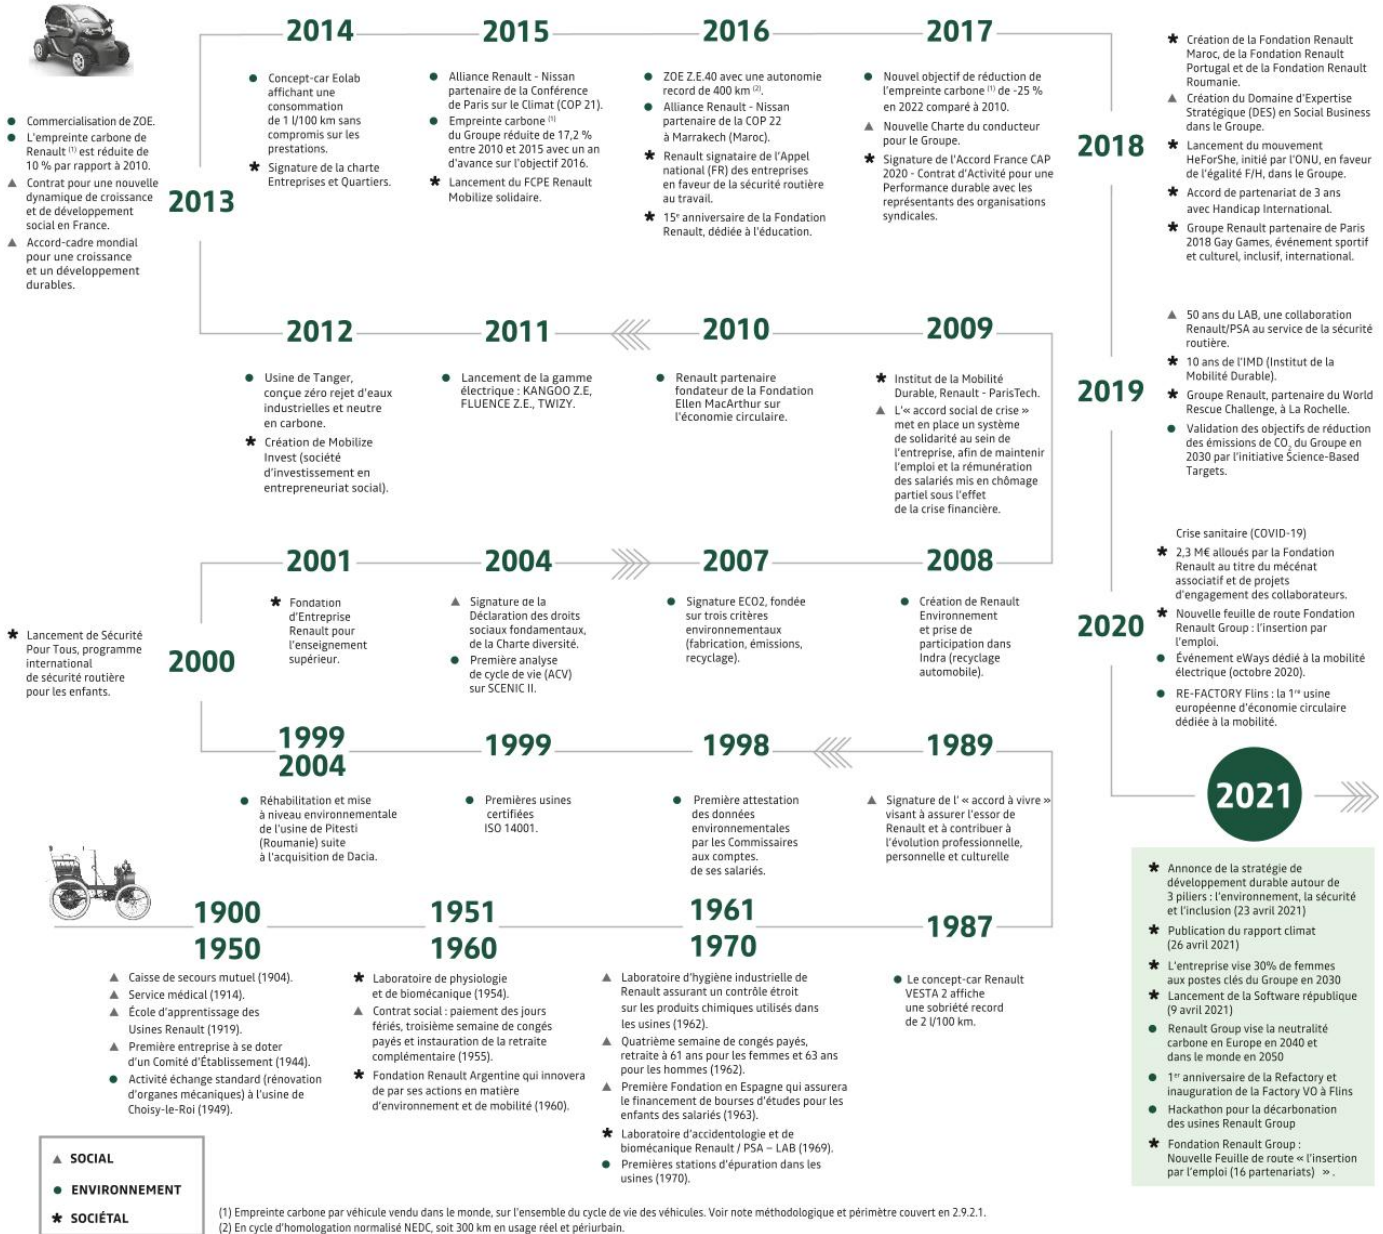 2014
● Concept-car Eolab
affichant une
consommation
de 1 l/100 km sans
compromis sur les
prestations.
* Signature de la charte
Entreprises et Quartiers.
2015
● Alliance Renault - Nissan
partenaire de la Conférence
de Paris sur le Climat (COP 21).
● Empreinte carbone (1)
du Groupe réduite de 17,2 %
entre 2010 et 2015 avec un an
d'avance sur l'objectif 2016.
* Lancement du FCPE Renault
Mobilize solidaire.
2016
● ZOE Z.E.40 avec une autonomie
record de 400 km (2).
● Alliance Renault - Nissan
partenaire de la COP 22
à Marrakech (Maroc).
* Renault signataire de l'Appel
national (FR) des entreprises
en faveur de la sécurité routière
au travail.
* 15e anniversaire de la Fondation
Renault, dédiée à l'éducation.
2017
● Nouvel objectif de réduction de
l'empreinte carbone (1) de -25 %
en 2022 comparé à 2010.
▲ Nouvelle Charte du conducteur
pour le Groupe.
* Signature de l'Accord France CAP
2020 - Contrat d'Activité pour une
Performance durable avec les
représentants des organisations
syndicales.
2018
* Création de la Fondation Renault
Maroc, de la Fondation Renault
Portugal et de la Fondation Renault
Roumanie.
▲ Création du Domaine d'Expertise
Stratégique (DES) en Social Business
dans le Groupe.
* Lancement du mouvement
HeForShe, initié par l'ONU, en faveur
de l'égalité F/H, dans le Groupe.
* Accord de partenariat de 3 ans
avec Handicap International.
* Groupe Renault partenaire de Paris
2018 Gay Games, événement sportif
et culturel, inclusif, international.
2013
● Commercialisation de ZOE.
● L'empreinte carbone de
Renault (1) est réduite de
10 % par rapport à 2010.
▲ Contrat pour une nouvelle
dynamique de croissance
et de développement
social en France.
▲ Accord-cadre mondial
pour une croissance
et un développement
durables.
2012
● Usine de Tanger,
conçue zéro rejet d'eaux
industrielles et neutre
en carbone.
* Création de Mobilize
Invest (société
d'investissement en
entrepreneuriat social).
2011
● Lancement de la gamme
électrique : KANGOO Z.E,
FLUENCE Z.E., TWIZY.
2010
● Renault partenaire
fondateur de la Fondation
Ellen MacArthur sur
l'économie circulaire.
2009
* Institut de la Mobilité
Durable, Renault - ParisTech.
▲ L'« accord social de crise »
met en place un système
de solidarité au sein de
l'entreprise, afin de maintenir
l'emploi et la rémunération
des salariés mis en chômage
partiel sous l'effet
de la crise financière.
2019
▲ 50 ans du LAB, une collaboration
Renault/PSA au service de la sécurité
routière.
* 10 ans de l'IMD (Institut de la
Mobilité Durable).
* Groupe Renault, partenaire du World
Rescue Challenge, à La Rochelle.
● Validation des objectifs de réduction
des émissions de CO2 du Groupe en
2030 par l'initiative Science-Based
Targets.
2000
* Lancement de Sécurité
Pour Tous, programme
international
de sécurité routière
pour les enfants.
2001
* Fondation
d'Entreprise
Renault pour
l'enseignement
supérieur.
2004
▲ Signature de la
Déclaration des droits
sociaux fondamentaux,
de la Charte diversité.
● Première analyse
de cycle de vie (ACV)
sur SCENIC II.
2007
● Signature ECO2, fondée
sur trois critères
environnementaux
(fabrication, émissions,
recyclage).
2008
● Création de Renault
Environnement
et prise de
participation dans
Indra (recyclage
automobile).
2020
Crise sanitaire (COVID-19)
* 2,3 M€ alloués par la Fondation
Renault au titre du mécénat
associatif et de projets
d'engagement des collaborateurs.
* Nouvelle feuille de route Fondation
Renault Group : l'insertion par
l'emploi.
● Événement eWays dédié à la mobilité
électrique (octobre 2020).
● RE-FACTORY Flins : la 1re usine
européenne d'économie circulaire
dédiée à la mobilité.
1999
2004
● Réhabilitation et mise
à niveau environnementale
de l'usine de Pitesti
(Roumanie) suite
à l'acquisition de Dacia.
1999
● Premières usines
certifiées
ISO 14001.
1998
● Première attestation
des données
environnementales
par les Commissaires
aux comptes.
de ses salariés.
1989
▲ Signature de l' « accord à vivre »
visant à assurer l'essor de
Renault et à contribuer à
l'évolution professionnelle,
personnelle et culturelle
2021
* Annonce de la stratégie de
développement durable autour de
3 piliers : l'environnement, la sécurité
et l'inclusion (23 avril 2021)
* Publication du rapport climat
(26 avril 2021)
* L'entreprise vise 30% de femmes
aux postes clés du Groupe en 2030
* Lancement de la Software république
(9 avril 2021)
● Renault Group vise la neutralité
carbone en Europe en 2040 et
dans le monde en 2050
● 1er anniversaire de la Refactory et
inauguration de la Factory VO à Flins
● Hackathon pour la décarbonation
des usines Renault Group
* Fondation Renault Group :
Nouvelle Feuille de route « l'insertion
par l'emploi (16 partenariats) » .
1900
1950
▲ Caisse de secours mutuel (1904).
▲ Service médical (1914).
▲ École d'apprentissage des
Usines Renault (1919).
▲ Première entreprise à se doter
d'un Comité d'Établissement (1944).
● Activité échange standard (rénovation
d'organes mécaniques) à l'usine de
Choisy-le-Roi (1949).
1951
1960
* Laboratoire de physiologie
et de biomécanique (1954).
▲ Contrat social : paiement des jours
fériés, troisième semaine de congés
payés et instauration de la retraite
complémentaire (1955).
* Fondation Renault Argentine qui innovera
de par ses actions en matière
d'environnement et de mobilité (1960).
1961
1970
▲ Laboratoire d'hygiène industrielle de
Renault assurant un contrôle étroit
sur les produits chimiques utilisés dans
les usines (1962).
▲ Quatrième semaine de congés payés,
retraite à 61 ans pour les femmes et 63 ans
pour les hommes (1962).
▲ Première Fondation en Espagne qui assurera
le financement de bourses d'études pour les
enfants des salariés (1963).
* Laboratoire d'accidentologie et de
biomécanique Renault / PSA – LAB (1969).
● Premières stations d'épuration dans les
usines (1970).
1987
● Le concept-car Renault
VESTA 2 affiche
une sobriété record
de 2 l/100 km.
▲ SOCIAL
● ENVIRONNEMENT
* SOCIÉTAL
(1) Empreinte carbone par véhicule vendu dans le monde, sur l'ensemble du cycle de vie des véhicules. Voir note méthodologique et périmètre couvert en 2.9.2.1.
(2) En cycle d'homologation normalisé NEDC, soit 300 km en usage réel et périurbain.